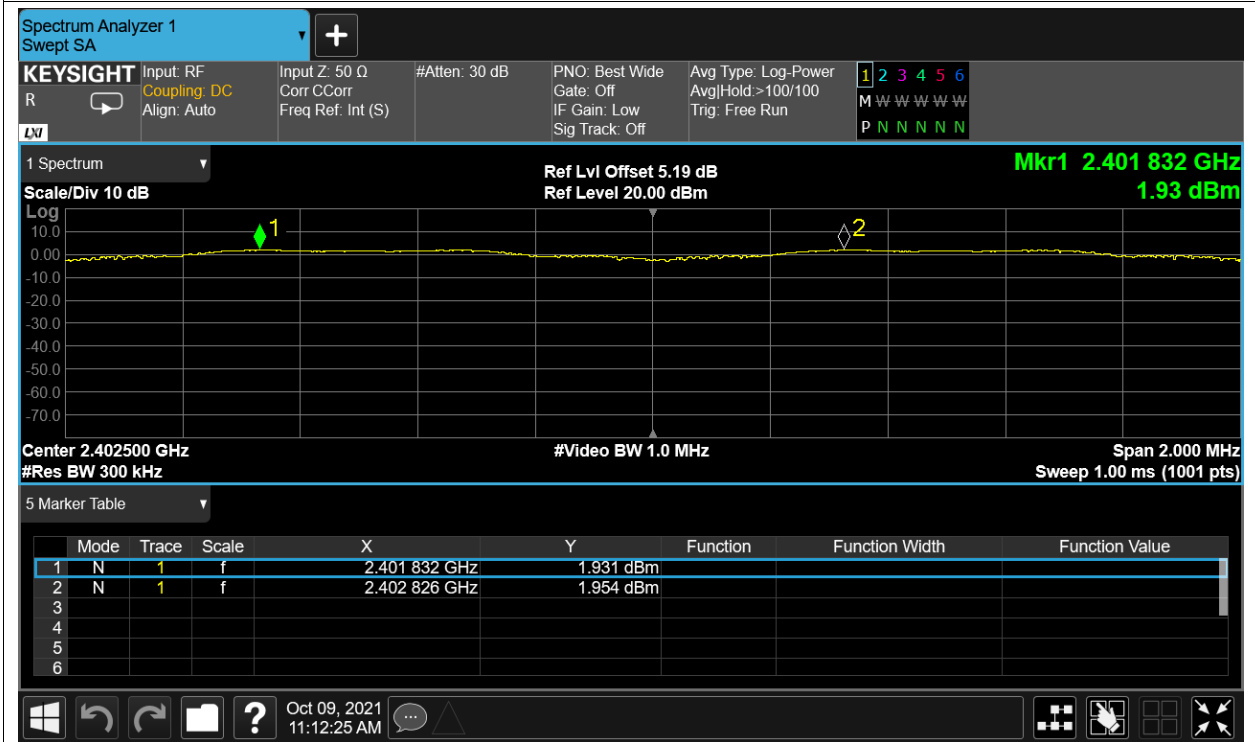 Spectrum Analyzer 1
Swept SA
+
KEYSIGHT
R
LXI
Input: RF
Coupling: DC
Align: Auto
Input Z: 50 Ω
Corr CCorr
Freq Ref: Int (S)
#Atten: 30 dB
PNO: Best Wide
Gate: Off
IF Gain: Low
Sig Track: Off
Avg Type: Log-Power
Avg|Hold:>100/100
Trig: Free Run
1 2 3 4 5 6
M W W W W W
P N N N N N
1 Spectrum
Scale/Div 10 dB
Ref Lvl Offset 5.19 dB
Ref Level 20.00 dBm
Mkr1 2.401 832 GHz
1.93 dBm
Log
10.0
0.00
-10.0
-20.0
-30.0
-40.0
-50.0
-60.0
-70.0
1
2
Center 2.402500 GHz
#Res BW 300 kHz
#Video BW 1.0 MHz
Span 2.000 MHz
Sweep 1.00 ms (1001 pts)
5 Marker Table
Mode Trace Scale X Y Function Function Width Function Value
1 N 1 f 2.401 832 GHz 1.931 dBm
2 N 1 f 2.402 826 GHz 1.954 dBm
3
4
5
6
?
Oct 09, 2021
11:12:25 AM